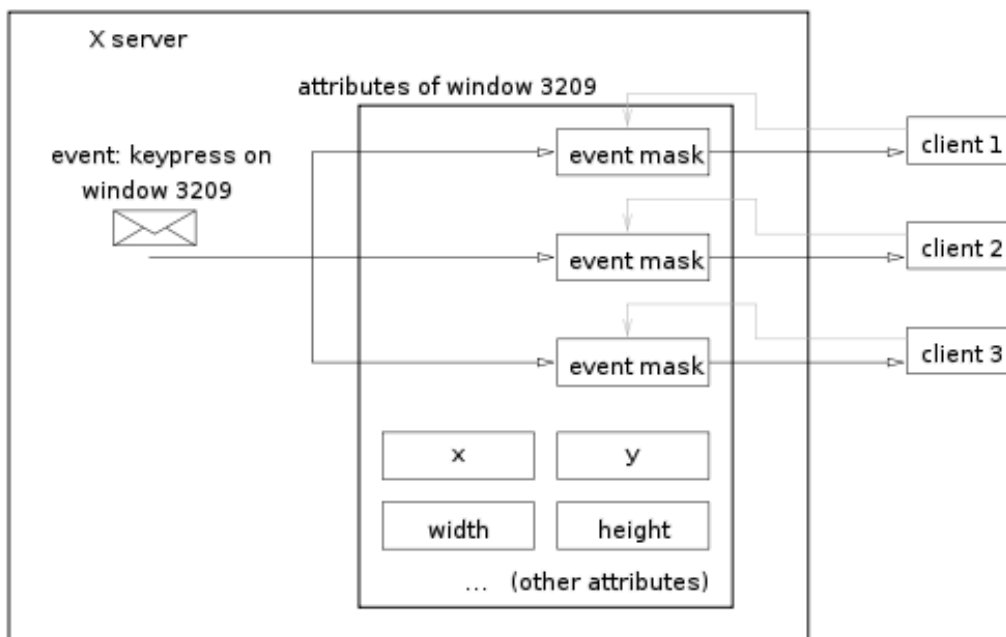 X server
attributes of window 3209
event: keypress on
window 3209
event mask
client 1
event mask
client 2
event mask
client 3
x
y
width
height
... (other attributes)